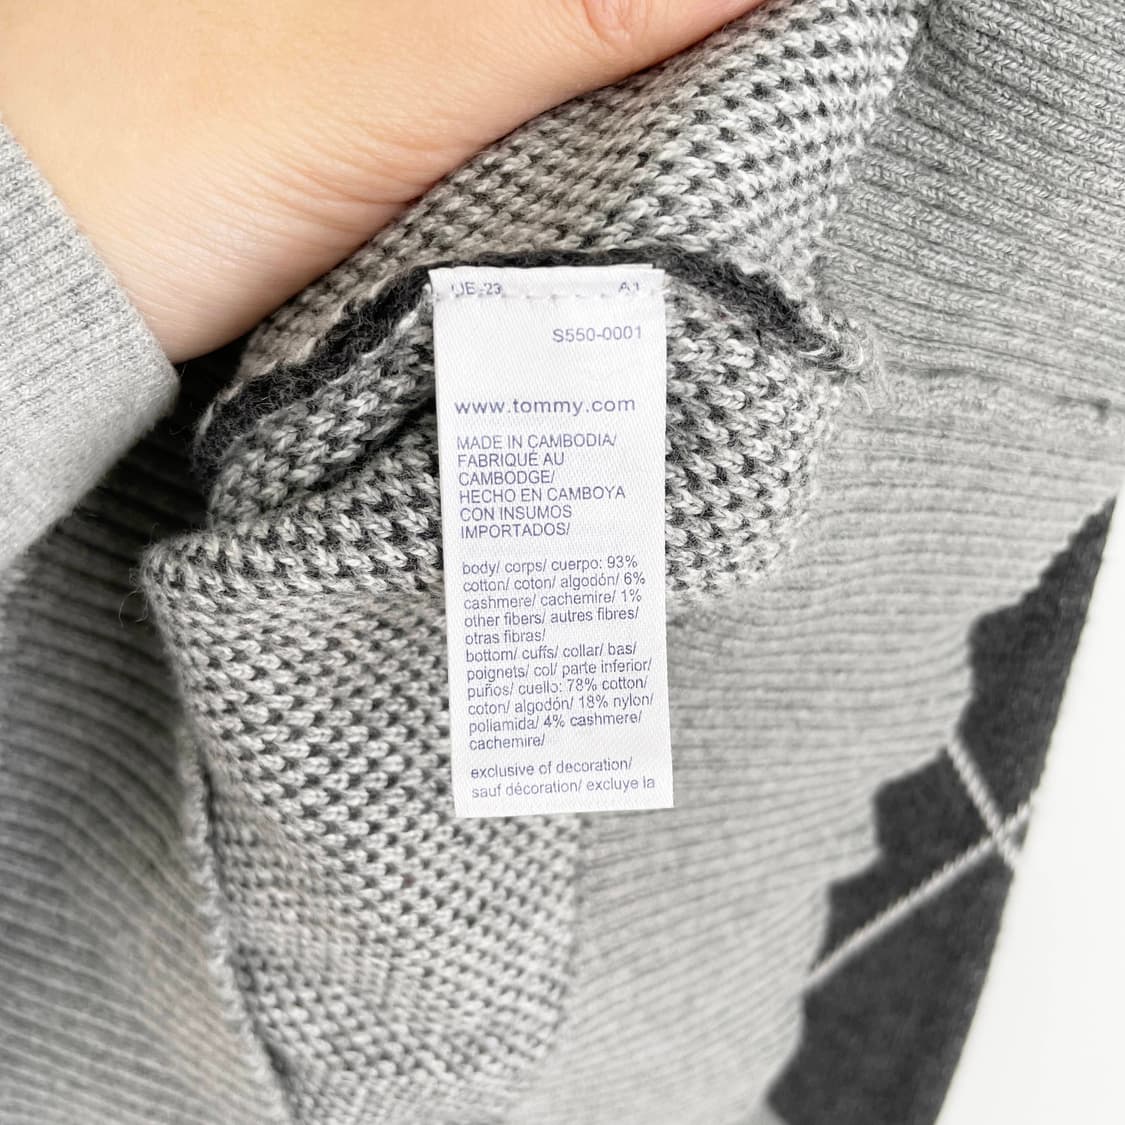 S550-0001
www.tommy.com
MADE IN CAMBODIA/
FABRIQUÉ AU
CAMBODGE/
HECHO EN CAMBOYA
CON INSUMOS
IMPORTADOS/
body/ corps/ cuerpo: 93%
cotton/ coton/ algodón/ 6%
cashmere/ cachemire/ 1%
other fibers/ autres fibres/
otras fibras/
bottom/ cuffs/ collar/ bas/
poignets/ col/ parte inferior/
puños/ cuello: 78% cotton/
coton/ algodón/ 18% nylon/
poliamida/ 4% cashmere/
cachemire/
exclusive of decoration/
sauf décoration/ excluye la